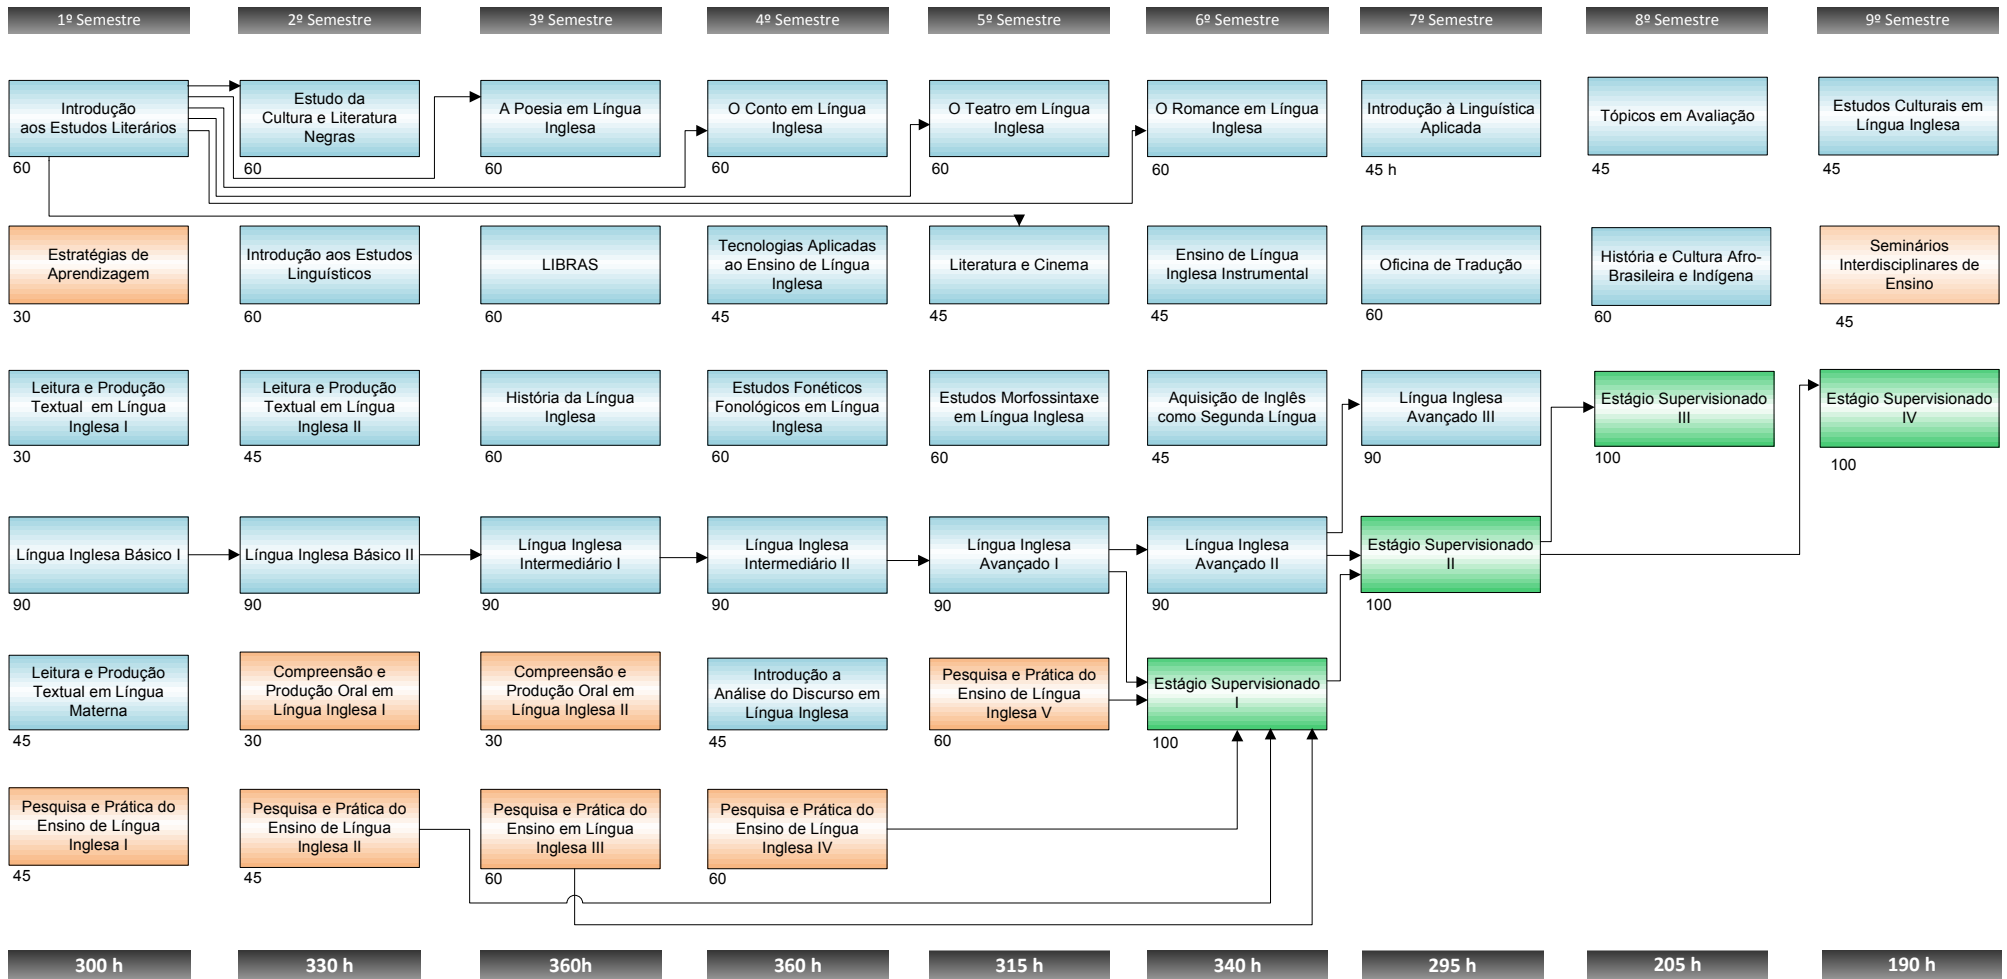 1º Semestre
2º Semestre
3º Semestre
4º Semestre
5º Semestre
6º Semestre
7º Semestre
8º Semestre
9º Semestre
Introdução
aos Estudos Literários
60
Estudo da
Cultura e Literatura
Negras
60
A Poesia em Língua
Inglesa
60
O Conto em Língua
Inglesa
60
O Teatro em Língua
Inglesa
60
O Romance em Língua
Inglesa
60
Introdução à Linguística
Aplicada
45 h
Tópicos em Avaliação
45
Estudos Culturais em
Língua Inglesa
45
Estratégias de
Aprendizagem
30
Introdução aos Estudos
Linguísticos
60
LIBRAS
60
Tecnologias Aplicadas
ao Ensino de Língua
Inglesa
45
Literatura e Cinema
45
Ensino de Língua
Inglesa Instrumental
45
Oficina de Tradução
60
História e Cultura Afro-
Brasileira e Indígena
60
Seminários
Interdisciplinares de
Ensino
45
Leitura e Produção
Textual em Língua
Inglesa I
30
Leitura e Produção
Textual em Língua
Inglesa II
45
História da Língua
Inglesa
60
Estudos Fonéticos
Fonológicos em Língua
Inglesa
60
Estudos Morfossintaxe
em Língua Inglesa
60
Aquisição de Inglês
como Segunda Língua
45
Língua Inglesa
Avançado III
90
Estágio Supervisionado
III
100
Estágio Supervisionado
IV
100
Língua Inglesa Básico I
90
Língua Inglesa Básico II
90
Língua Inglesa
Intermediário I
90
Língua Inglesa
Intermediário II
90
Língua Inglesa
Avançado I
90
Língua Inglesa
Avançado II
90
Estágio Supervisionado
II
100
Leitura e Produção
Textual em Língua
Materna
45
Compreensão e
Produção Oral em
Língua Inglesa I
30
Compreensão e
Produção Oral em
Língua Inglesa II
30
Introdução a
Análise do Discurso em
Língua Inglesa
45
Pesquisa e Prática do
Ensino de Língua
Inglesa V
60
Estágio Supervisionado
I
100
Pesquisa e Prática do
Ensino de Língua
Inglesa I
45
Pesquisa e Prática do
Ensino de Língua
Inglesa II
45
Pesquisa e Prática do
Ensino em Língua
Inglesa III
60
Pesquisa e Prática do
Ensino de Língua
Inglesa IV
60
300 h
330 h
360h
360 h
315 h
340 h
295 h
205 h
190 h